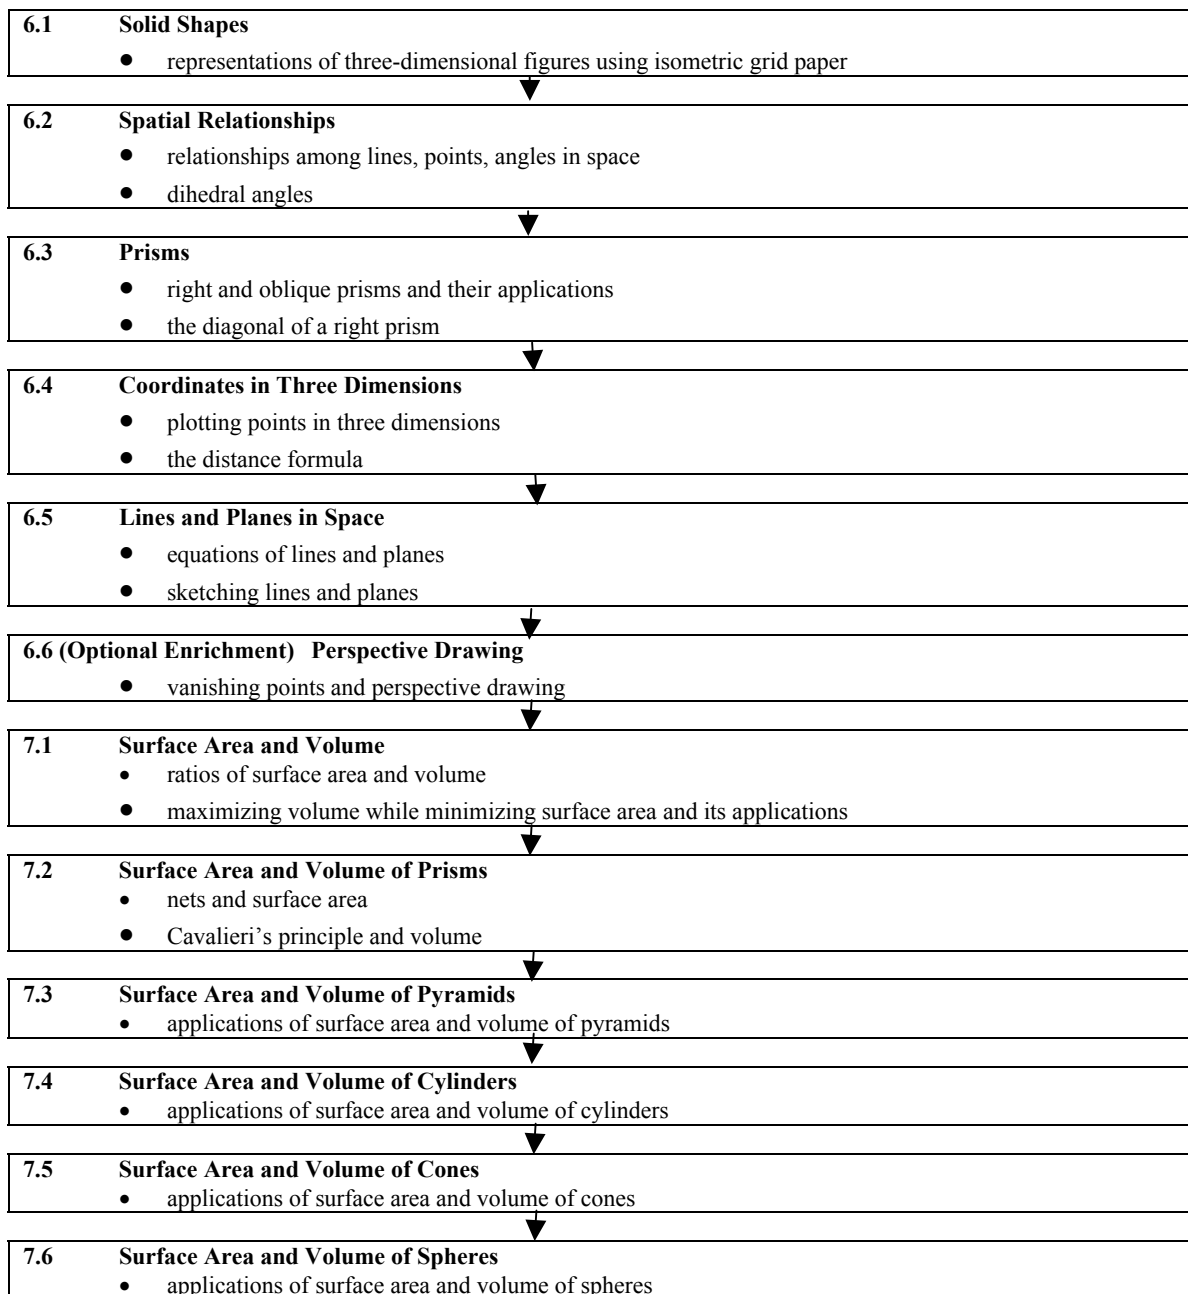 6.1 Solid Shapes
● representations of three-dimensional figures using isometric grid paper
6.2 Spatial Relationships
● relationships among lines, points, angles in space
● dihedral angles
6.3 Prisms
● right and oblique prisms and their applications
● the diagonal of a right prism
6.4 Coordinates in Three Dimensions
● plotting points in three dimensions
● the distance formula
6.5 Lines and Planes in Space
● equations of lines and planes
● sketching lines and planes
6.6 (Optional Enrichment) Perspective Drawing
● vanishing points and perspective drawing
7.1 Surface Area and Volume
• ratios of surface area and volume
● maximizing volume while minimizing surface area and its applications
7.2 Surface Area and Volume of Prisms
• nets and surface area
● Cavalieri’s principle and volume
7.3 Surface Area and Volume of Pyramids
• applications of surface area and volume of pyramids
7.4 Surface Area and Volume of Cylinders
• applications of surface area and volume of cylinders
7.5 Surface Area and Volume of Cones
• applications of surface area and volume of cones
7.6 Surface Area and Volume of Spheres
• applications of surface area and volume of spheres